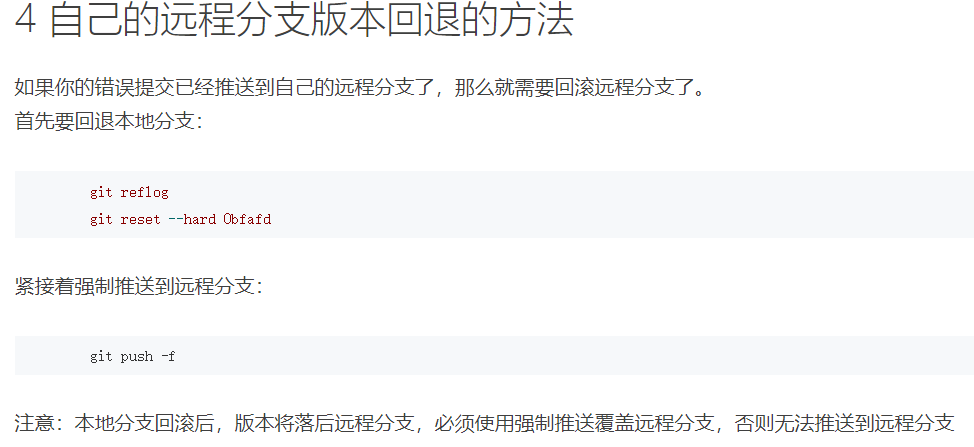 4 自己的远程分支版本回退的方法
如果你的错误提交已经推送到自己的远程分支了，那么就需要回滚远程分支了。
首先要回退本地分支：
git reflog
git reset --hard Obfafd
紧接着强制推送到远程分支：
git push -f
注意：本地分支回滚后，版本将落后远程分支，必须使用强制推送覆盖远程分支，否则无法推送到远程分支